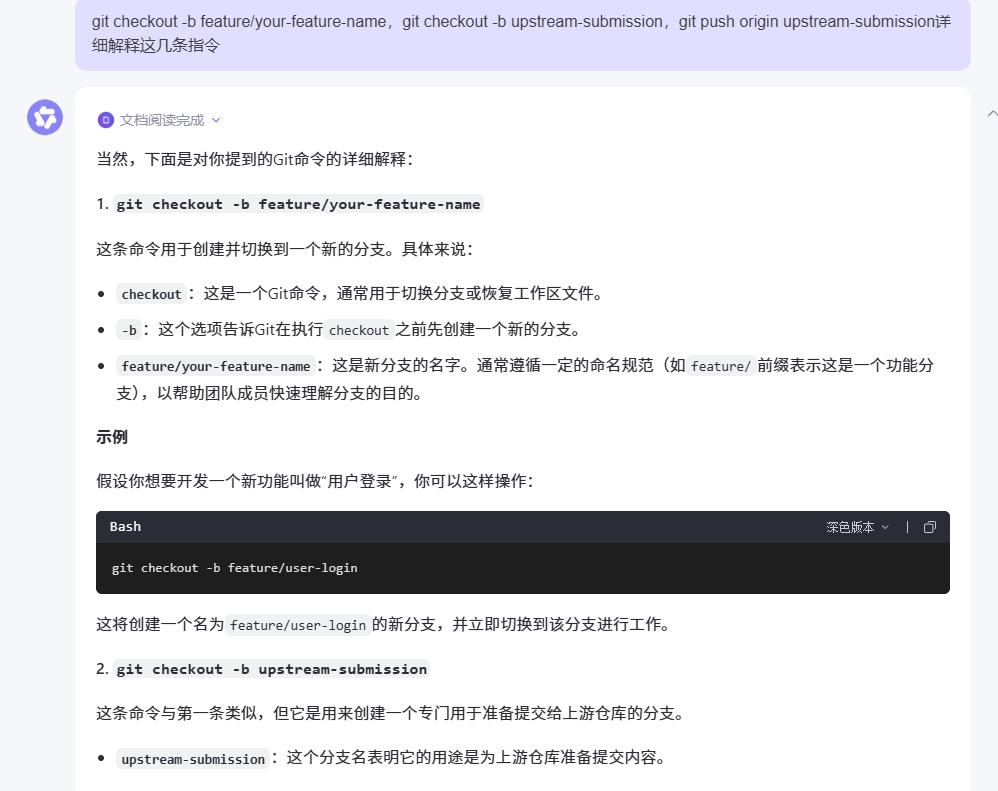 git checkout -b feature/your-feature-name，git checkout -b upstream-submission，git push origin upstream-submission详
细解释这几条指令
文档阅读完成
当然，下面是对你提到的Git命令的详细解释：
1. git checkout -b feature/your-feature-name
这条命令用于创建并切换到一个新的分支。具体来说：
• checkout：这是一个Git命令，通常用于切换分支或恢复工作区文件。
• -b：这个选项告诉Git在执行 checkout 之前先创建一个新的分支。
• feature/your-feature-name：这是新分支的名字。通常遵循一定的命名规范（如 feature/ 前缀表示这是一个功能分
支），以帮助团队成员快速理解分支的目的。
示例
假设你想要开发一个新功能叫做“用户登录”，你可以这样操作：
Bash 深色版本
git checkout -b feature/user-login
这将创建一个名为 feature/user-login 的新分支，并立即切换到该分支进行工作。
2. git checkout -b upstream-submission
这条命令与第一条类似，但它是用来创建一个专门用于准备提交给上游仓库的分支。
• upstream-submission：这个分支名表明它的用途是为上游仓库准备提交内容。